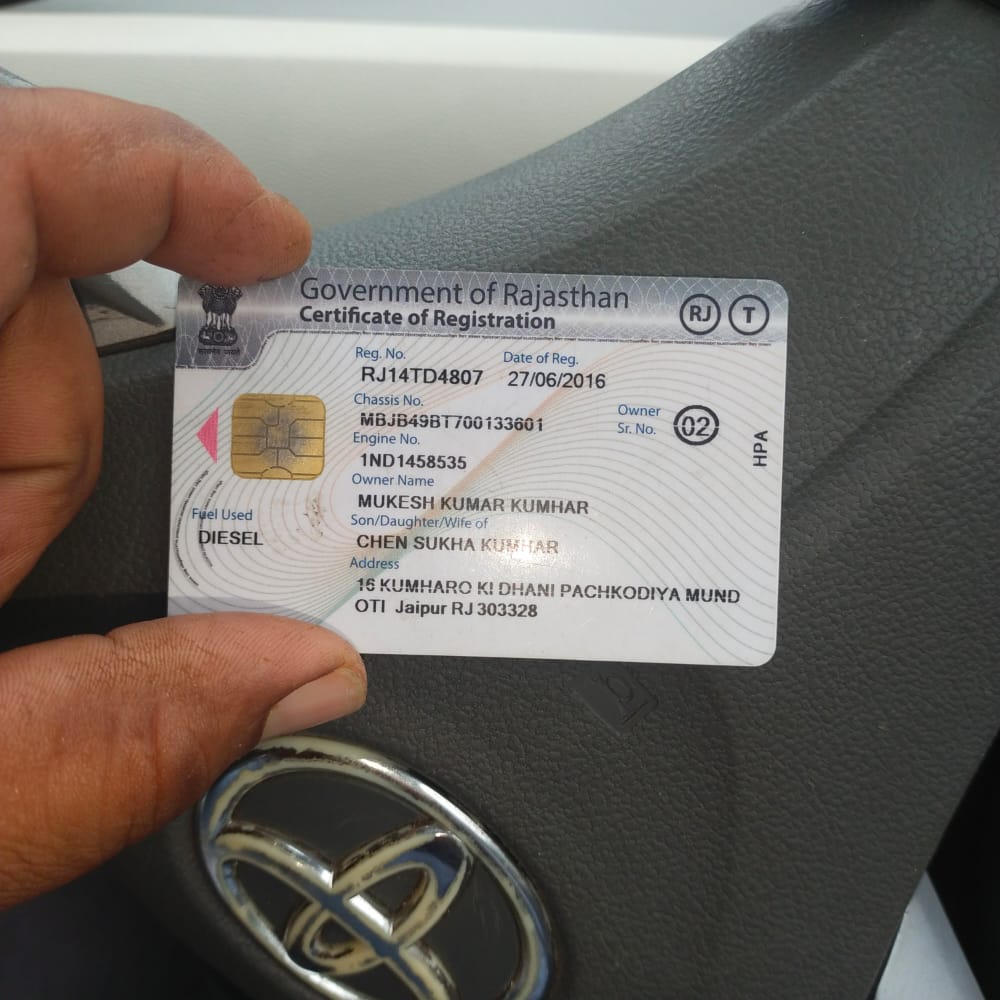 Government of Rajasthan
Certificate of Registration
RJ T
Reg. No. Date of Reg.
RJ14TD4807 27/06/2016
Chassis No.
MBJB49BT700133601
Owner
Sr. No. 02
HPA
Engine No.
1ND1458535
Owner Name
MUKESH KUMAR KUMHAR
Son/Daughter/Wife of
CHEN SUKHA KUMHAR
Fuel Used
DIESEL
Address
16 KUMHARO KI DHANI PACHKODIYA MUND
OTI Jaipur RJ 303328